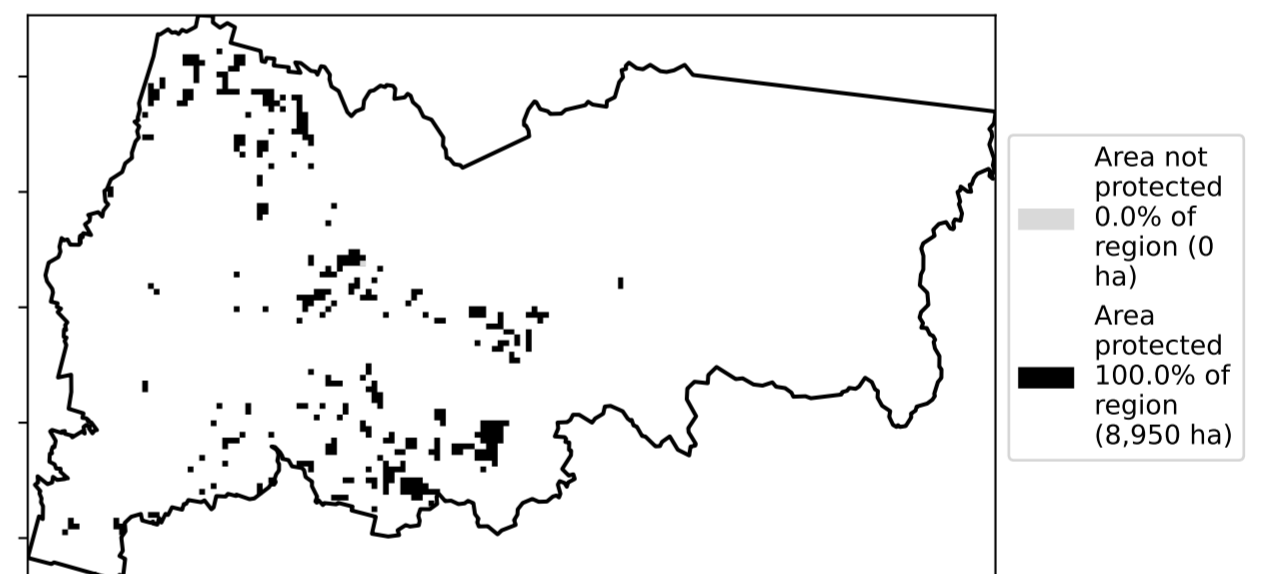 Area not
protected
0.0% of
region (0
ha)
Area
protected
100.0% of
region
(8,950 ha)